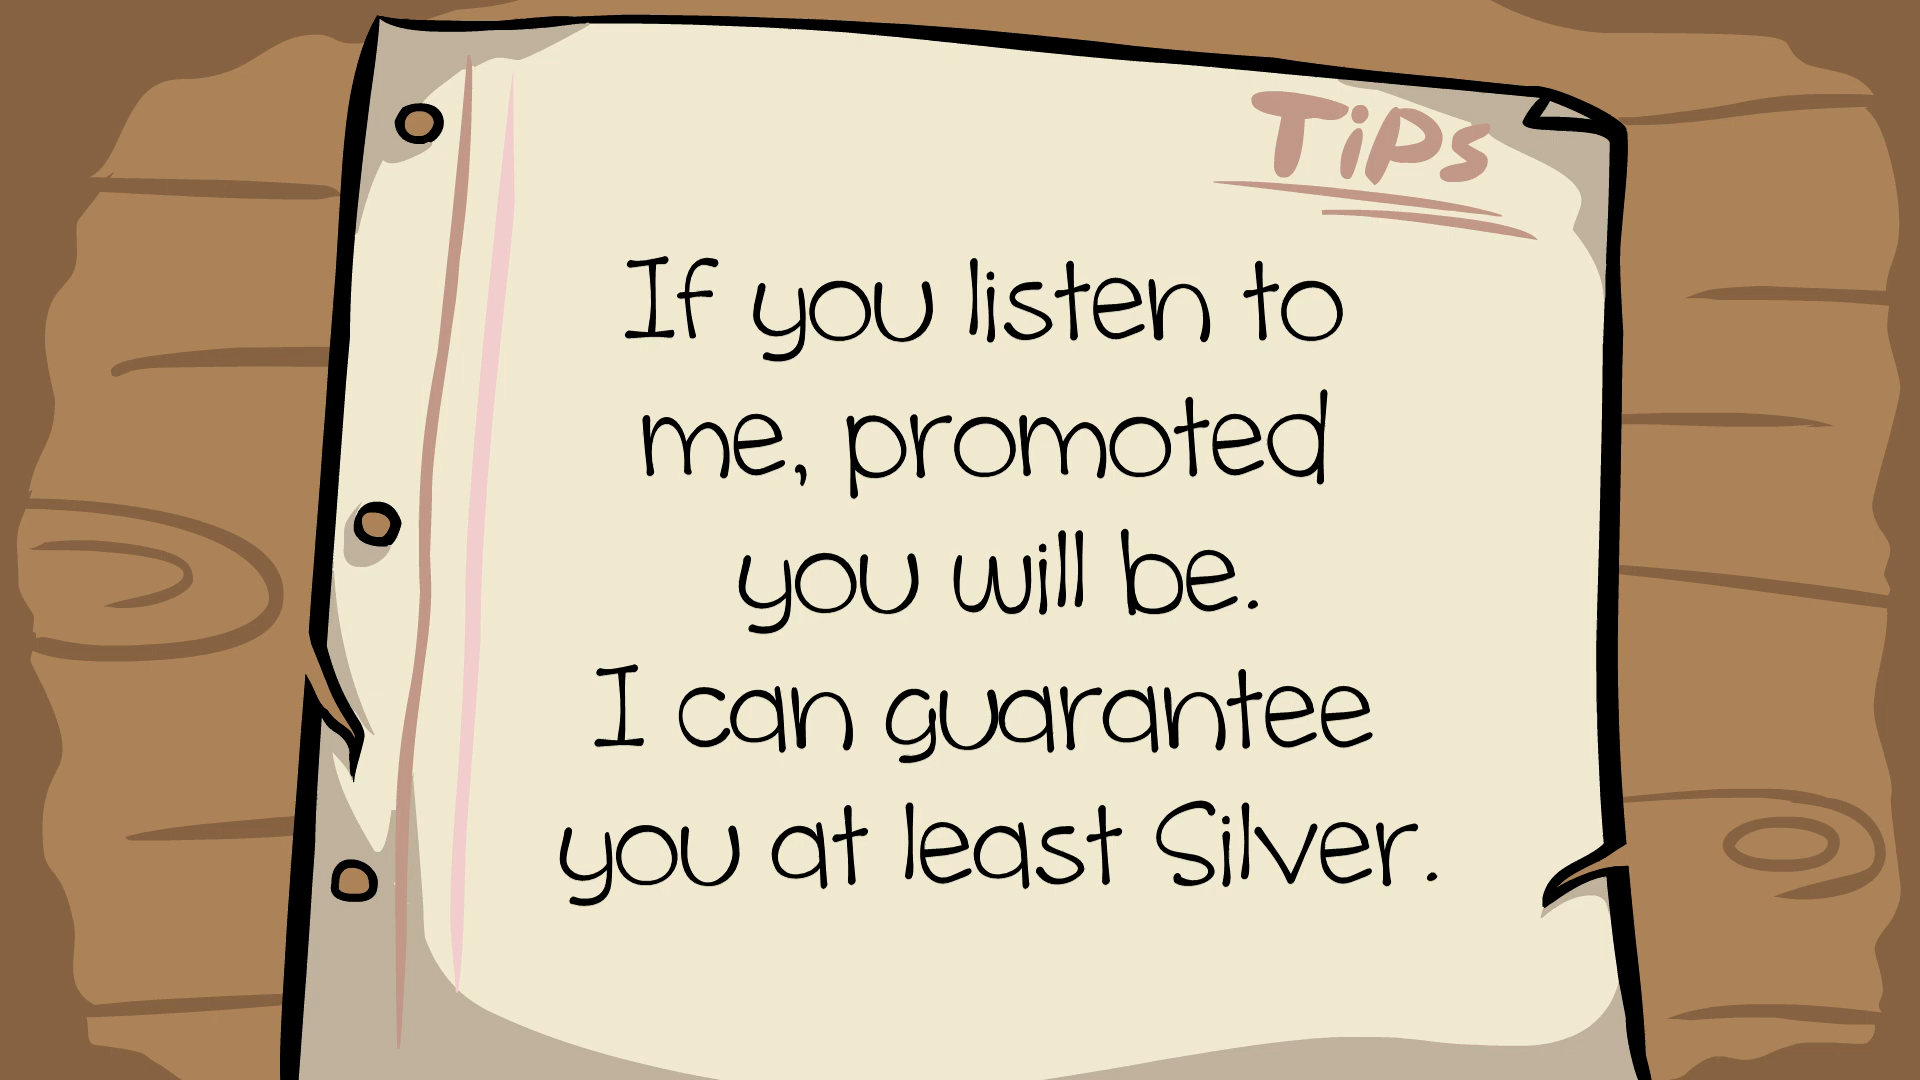 Tips
If you listen to
me, promoted
you will be.
I can guarantee
you at least Silver.